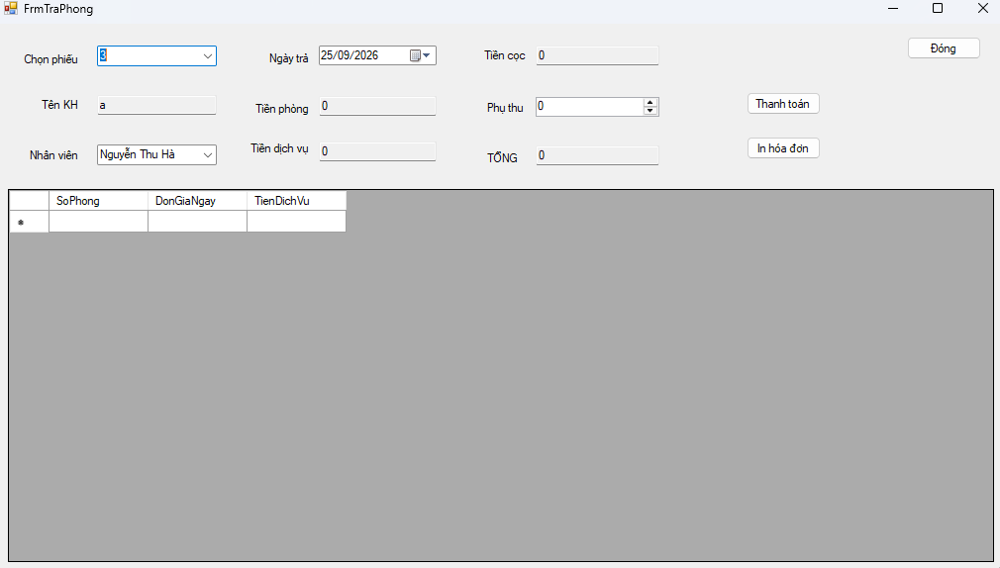 FrmTraPhong
Chọn phiếu 3 Ngày trả 25/09/2026 Tiền cọc 0 Đóng
Tên KH a Tiền phòng 0 Phụ thu 0 Thanh toán
Nhân viên Nguyễn Thu Hà Tiền dịch vụ 0 TỔNG 0 In hóa đơn
SoPhong DonGiaNgay TienDichVu